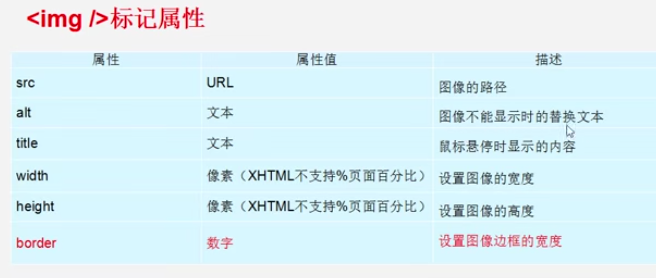 <img />标记属性
属性 属性值 描述
src URL 图像的路径
alt 文本 图像不能显示时的替换文本
title 文本 鼠标悬停时显示的内容
width 像素（XHTML不支持%页面百分比） 设置图像的宽度
height 像素（XHTML不支持%页面百分比） 设置图像的高度
border 数字 设置图像边框的宽度